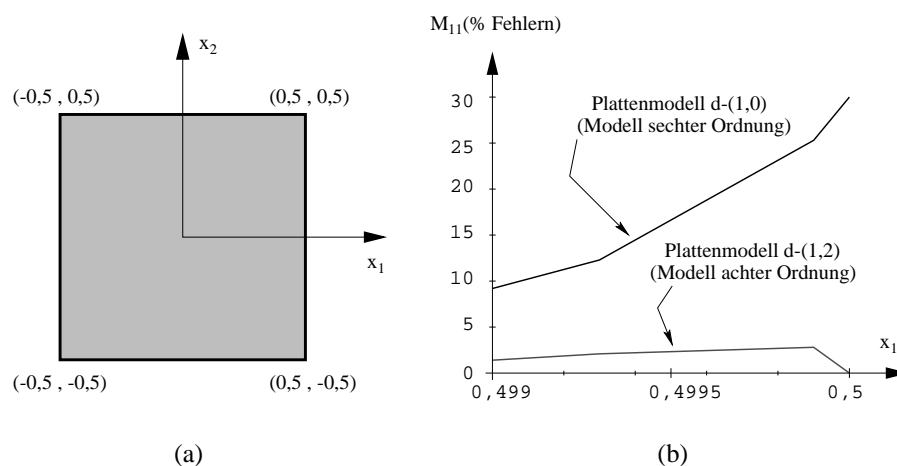 x2
(-0,5 , 0,5)
(0,5 , 0,5)
x1
(-0,5 , -0,5)
(0,5 , -0,5)
(a)
M11(% Fehlern)
30
25
20
15
10
5
0
Plattenmodell d-(1,0)
(Modell sechter Ordnung)
Plattenmodell d-(1,2)
(Modell achter Ordnung)
x1
0,499
0,4995
0,5
(b)